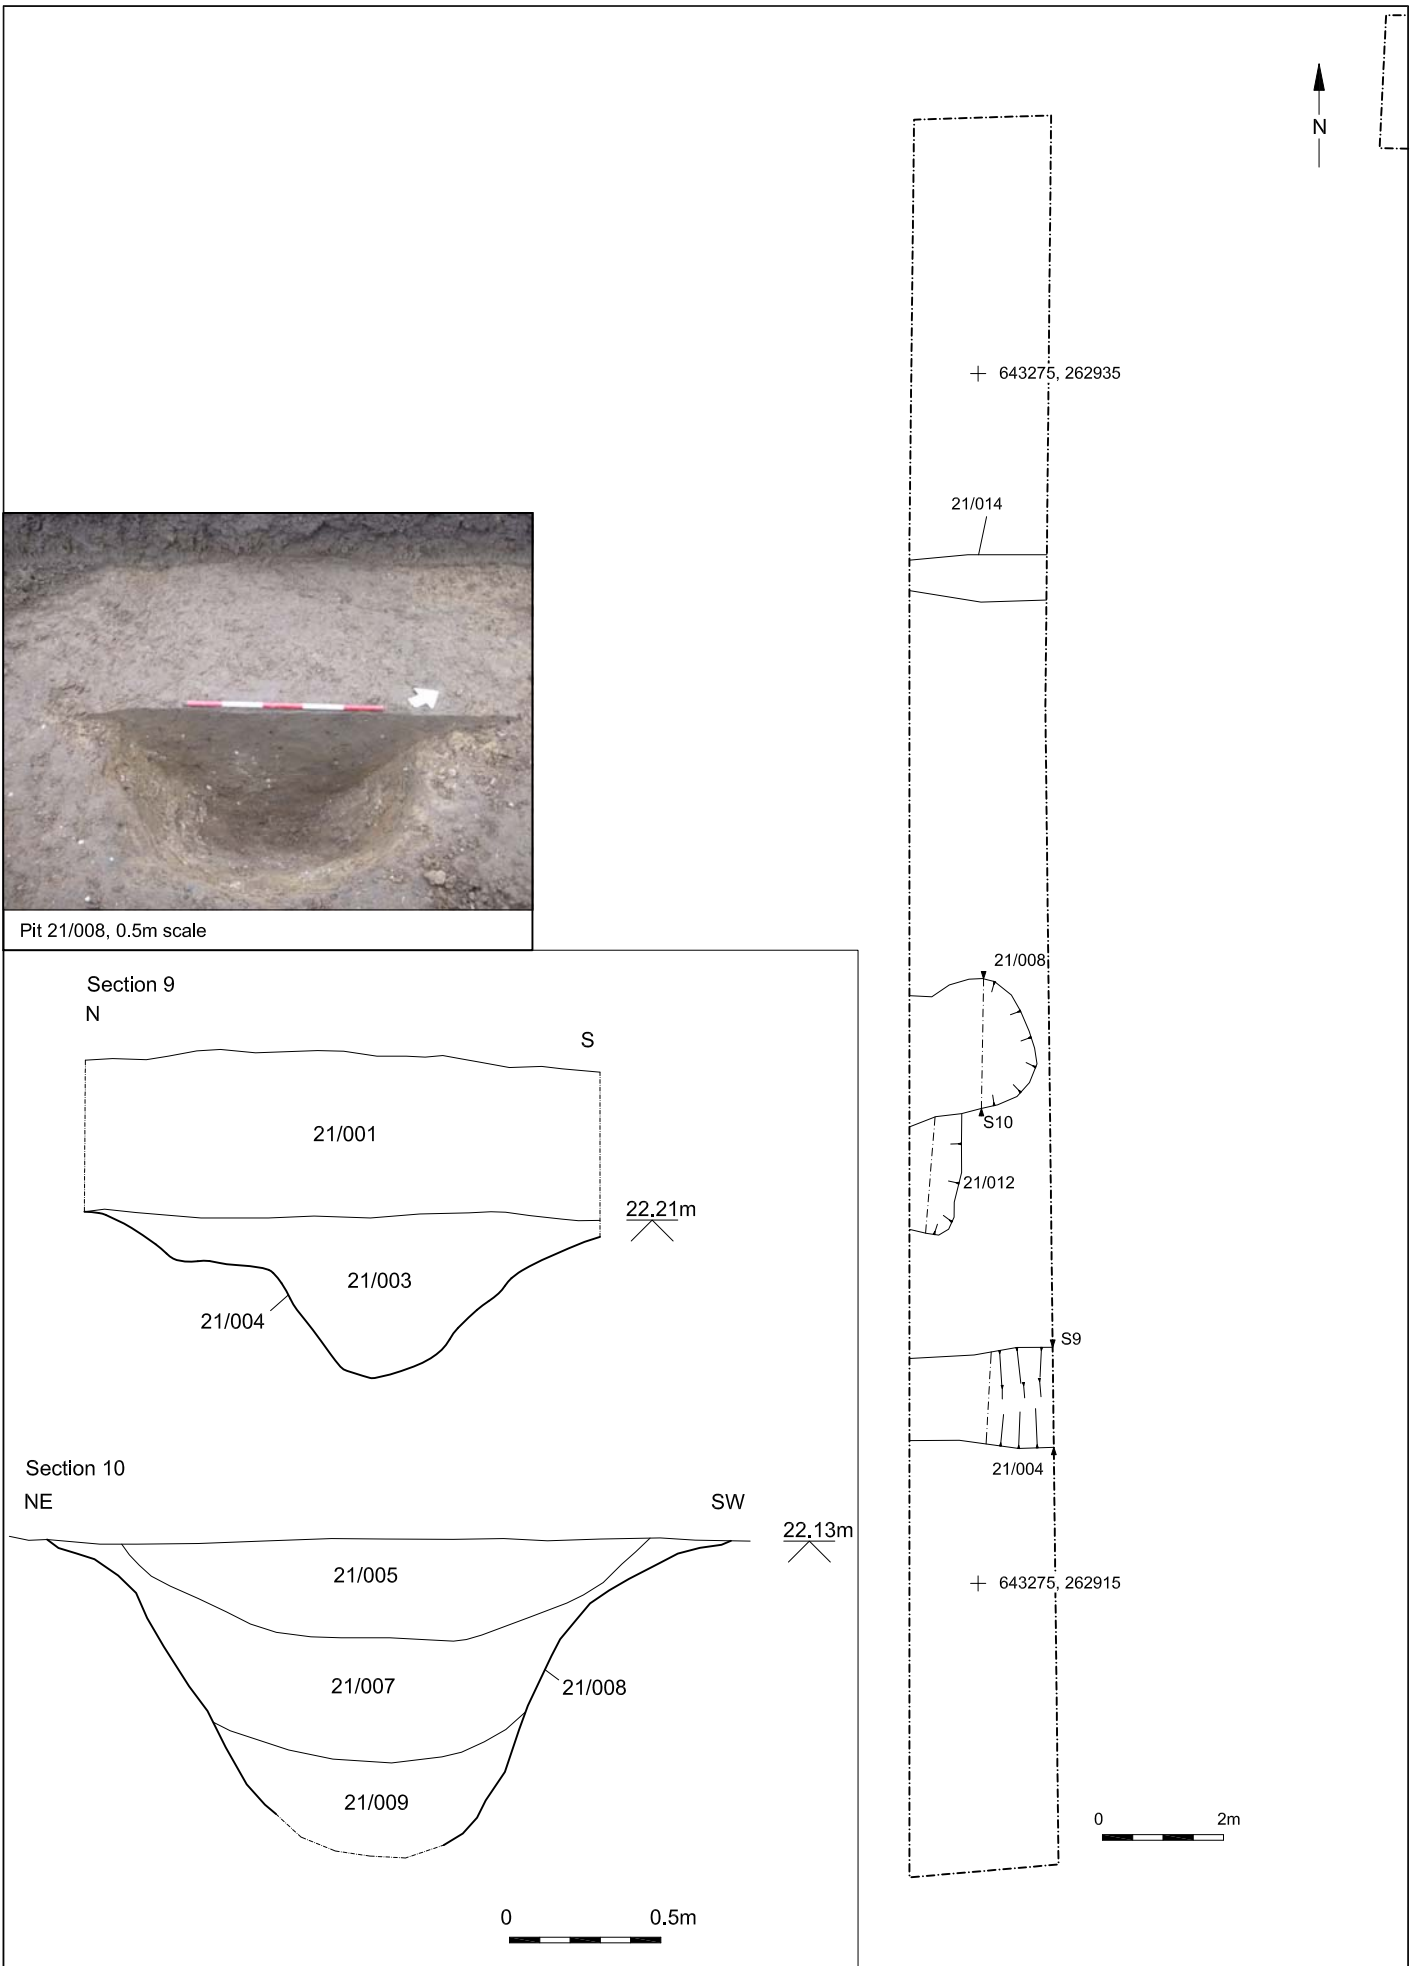 N
643275, 262935
21/014
Pit 21/008, 0.5m scale
21/008
S10
21/012
S9
21/004
643275, 262915
0 2m
Section 9
N
S
21/001
22.21m
21/003
21/004
Section 10
NE
SW
22.13m
21/005
21/007
21/008
21/009
0 0.5m